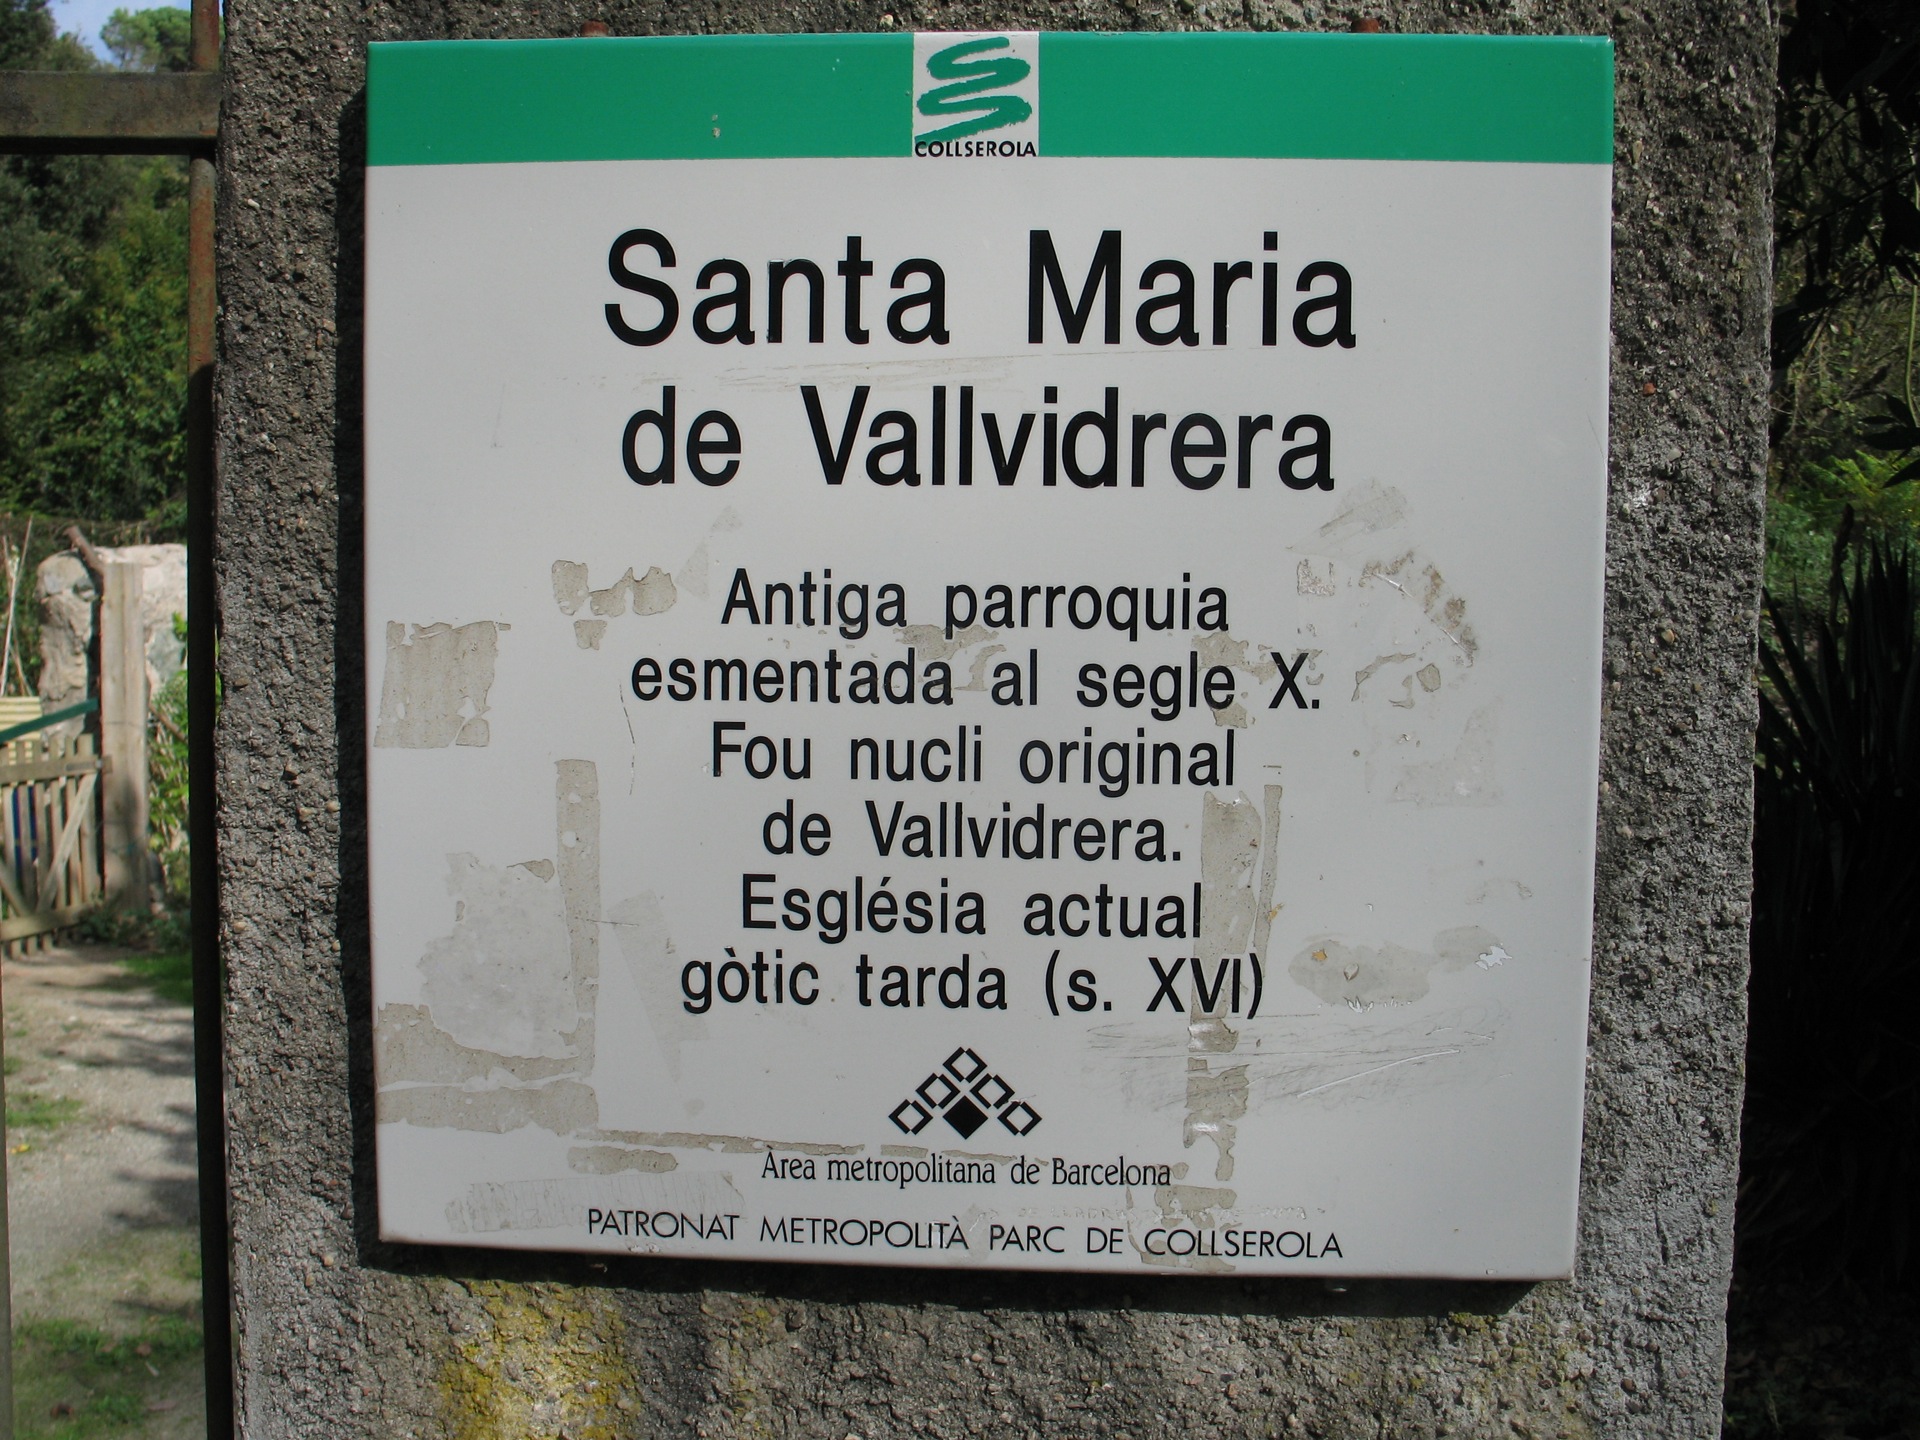 COLLSEROLA
Santa Maria
de Vallvidrera
Antiga parroquia
esmentada al segle X.
Fou nucli original
de Vallvidrera.
Església actual
gòtic tarda (s. XVI)
Àrea metropolitana de Barcelona
PATRONAT METROPOLITÀ PARC DE COLLSEROLA